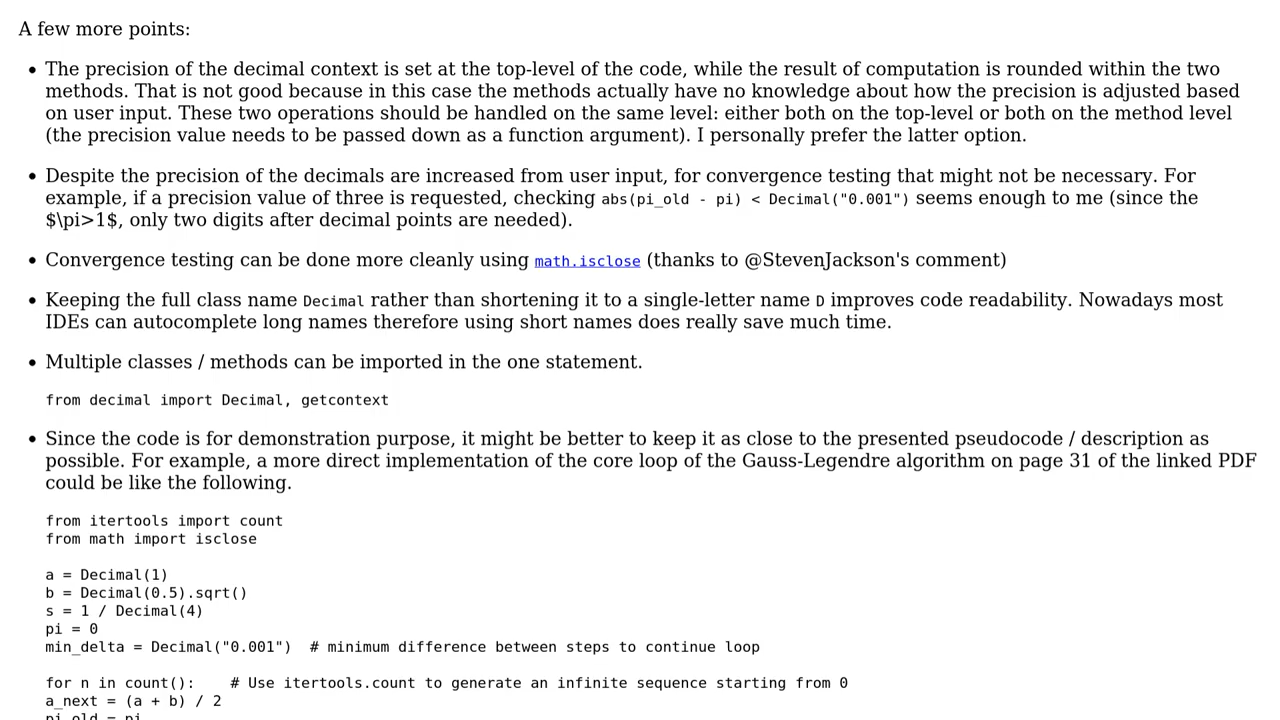 A few more points:
• The precision of the decimal context is set at the top-level of the code, while the result of computation is rounded within the two
methods. That is not good because in this case the methods actually have no knowledge about how the precision is adjusted based
on user input. These two operations should be handled on the same level: either both on the top-level or both on the method level
(the precision value needs to be passed down as a function argument). I personally prefer the latter option.
• Despite the precision of the decimals are increased from user input, for convergence testing that might not be necessary. For
example, if a precision value of three is requested, checking abs(pi_old - pi) < Decimal("0.001") seems enough to me (since the
$\pi>1$, only two digits after decimal points are needed).
• Convergence testing can be done more cleanly using math.isclose (thanks to @StevenJackson's comment)
• Keeping the full class name Decimal rather than shortening it to a single-letter name D improves code readability. Nowadays most
IDEs can autocomplete long names therefore using short names does really save much time.
• Multiple classes / methods can be imported in the one statement.
from decimal import Decimal, getcontext
• Since the code is for demonstration purpose, it might be better to keep it as close to the presented pseudocode / description as
possible. For example, a more direct implementation of the core loop of the Gauss-Legendre algorithm on page 31 of the linked PDF
could be like the following.
from itertools import count
from math import isclose
a = Decimal(1)
b = Decimal(0.5).sqrt()
s = 1 / Decimal(4)
pi = 0
min_delta = Decimal("0.001")  # minimum difference between steps to continue loop
for n in count():    # Use itertools.count to generate an infinite sequence starting from 0
a_next = (a + b) / 2
pi_old = pi